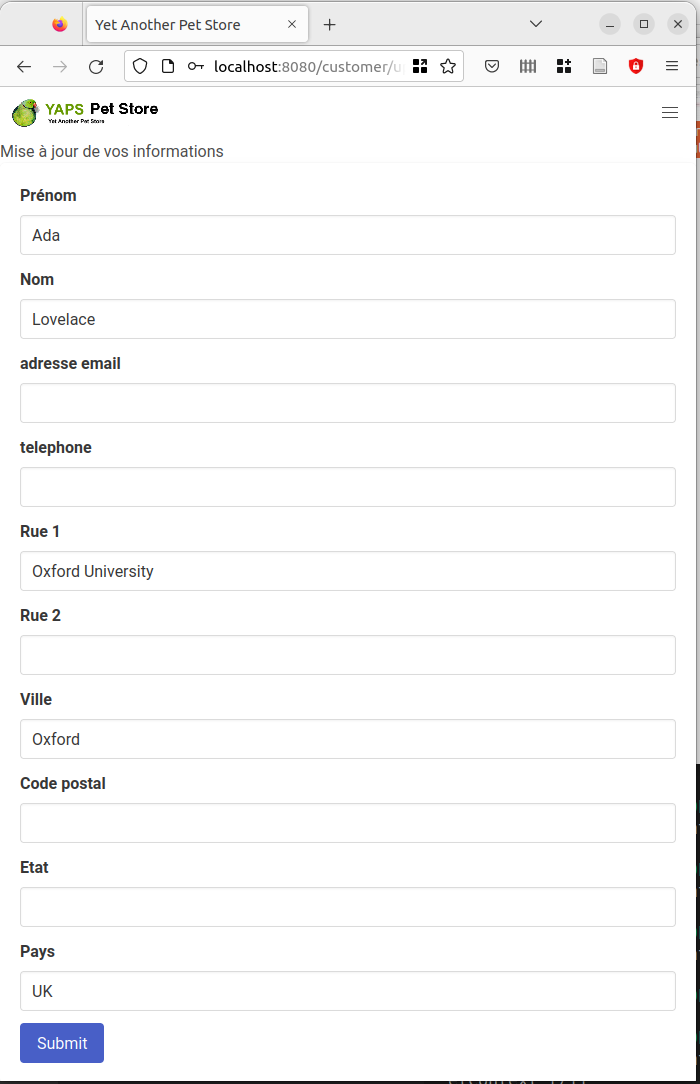 Yet Another Pet Store
localhost:8080/customer/u
YAPS Pet Store
Yet Another Pet Store
Mise à jour de vos informations
Prénom
Ada
Nom
Lovelace
adresse email
telephone
Rue 1
Oxford University
Rue 2
Ville
Oxford
Code postal
Etat
Pays
UK
Submit